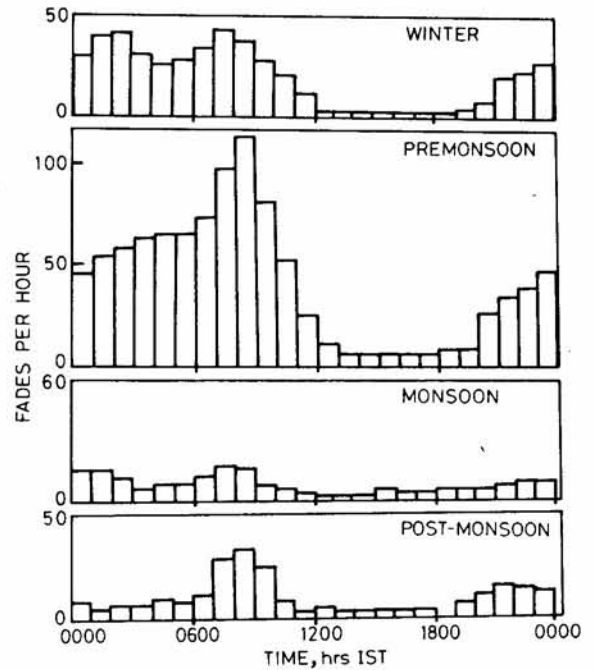 50
WINTER
0
PREMONSOON
100
50
0
FADES PER HOUR
60
MONSOON
0
50
POST-MONSOON
0
0000 0600 1200 1800 0000
TIME, hrs IST